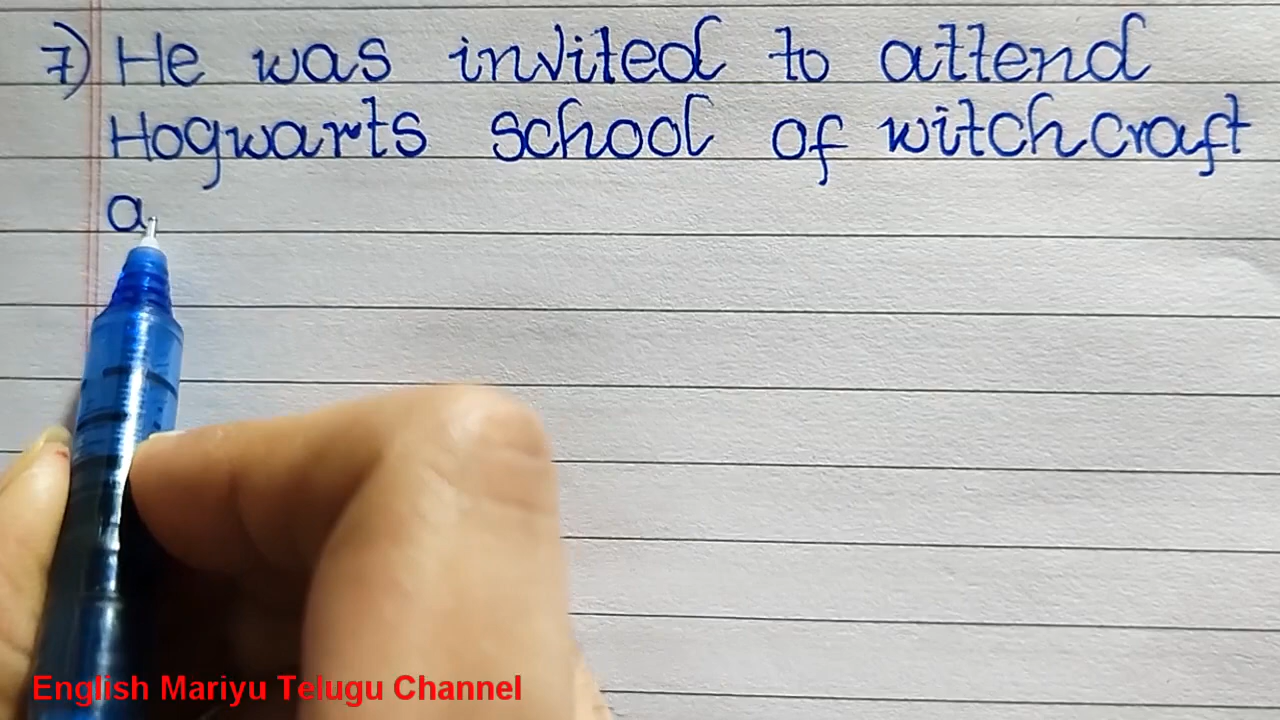 7) He was invited to attend
Hogwarts school of witchcraft
a
English Mariyu Telugu Channel